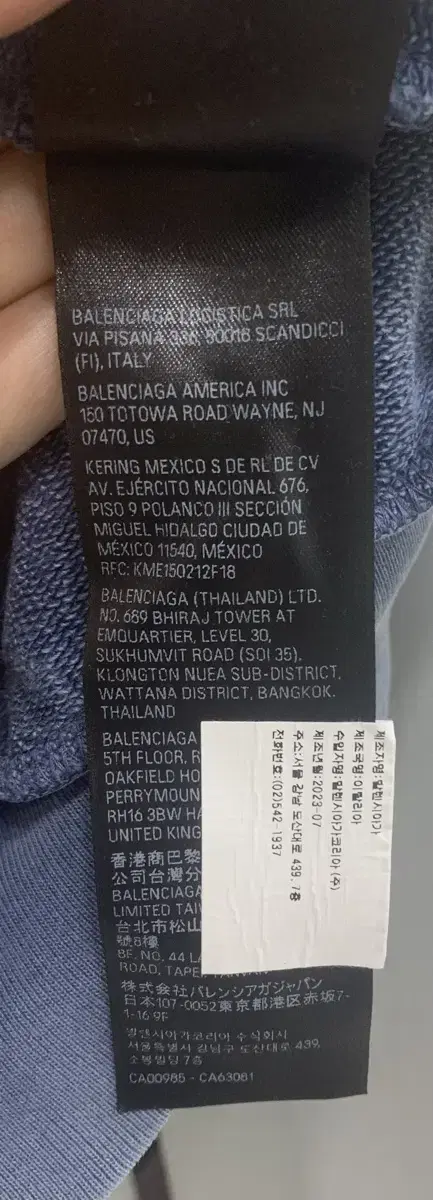 BALENCIAGA LOGISTICA SRL
VIA PISANA 336, 50018 SCANDICCI
(FI), ITALY
BALENCIAGA AMERICA INC
150 TOTOWA ROAD WAYNE, NJ
07470, US
KERING MEXICO S DE RL DE CV
AV. EJÉRCITO NACIONAL 676,
PISO 9 POLANCO III SECCIÓN
MIGUEL HIDALGO CIUDAD DE
MÉXICO 11540, MÉXICO
RFC: KME150212F18
BALENCIAGA (THAILAND) LTD.
NO. 689 BHIRAJ TOWER AT
EMQUARTIER, LEVEL 30,
SUKHUMVIT ROAD (SOI 35),
KLONGTON NUEA SUB-DISTRICT,
WATTANA DISTRICT, BANGKOK.
THAILAND
BALENCIAGA
5TH FLOOR, R
OAKFIELD HO
PERRYMOUN
RH16 3BW HA
UNITED KING
香港商巴黎
公司台灣分
BALENCIAGA
LIMITED TAI
台北市松山
號8樓
8F, NO. 44 LA
ROAD, TAPEI
株式会社バレンシアガジャパン
日本107-0052東京都港区赤坂7-
1-16 9F
발렌시아가코리아 주식회사
서울특별시 강남구 도산대로 439,
소봉빌딩 7층
CA00985 - CA63081
제조자명:발렌시아가
제조국명:이탈리아
수입자명:발렌시아가코리아(주)
제조년월:2023-07
주소:서울 강남 도산대로 439, 7층
전화번호:(02)542-1937